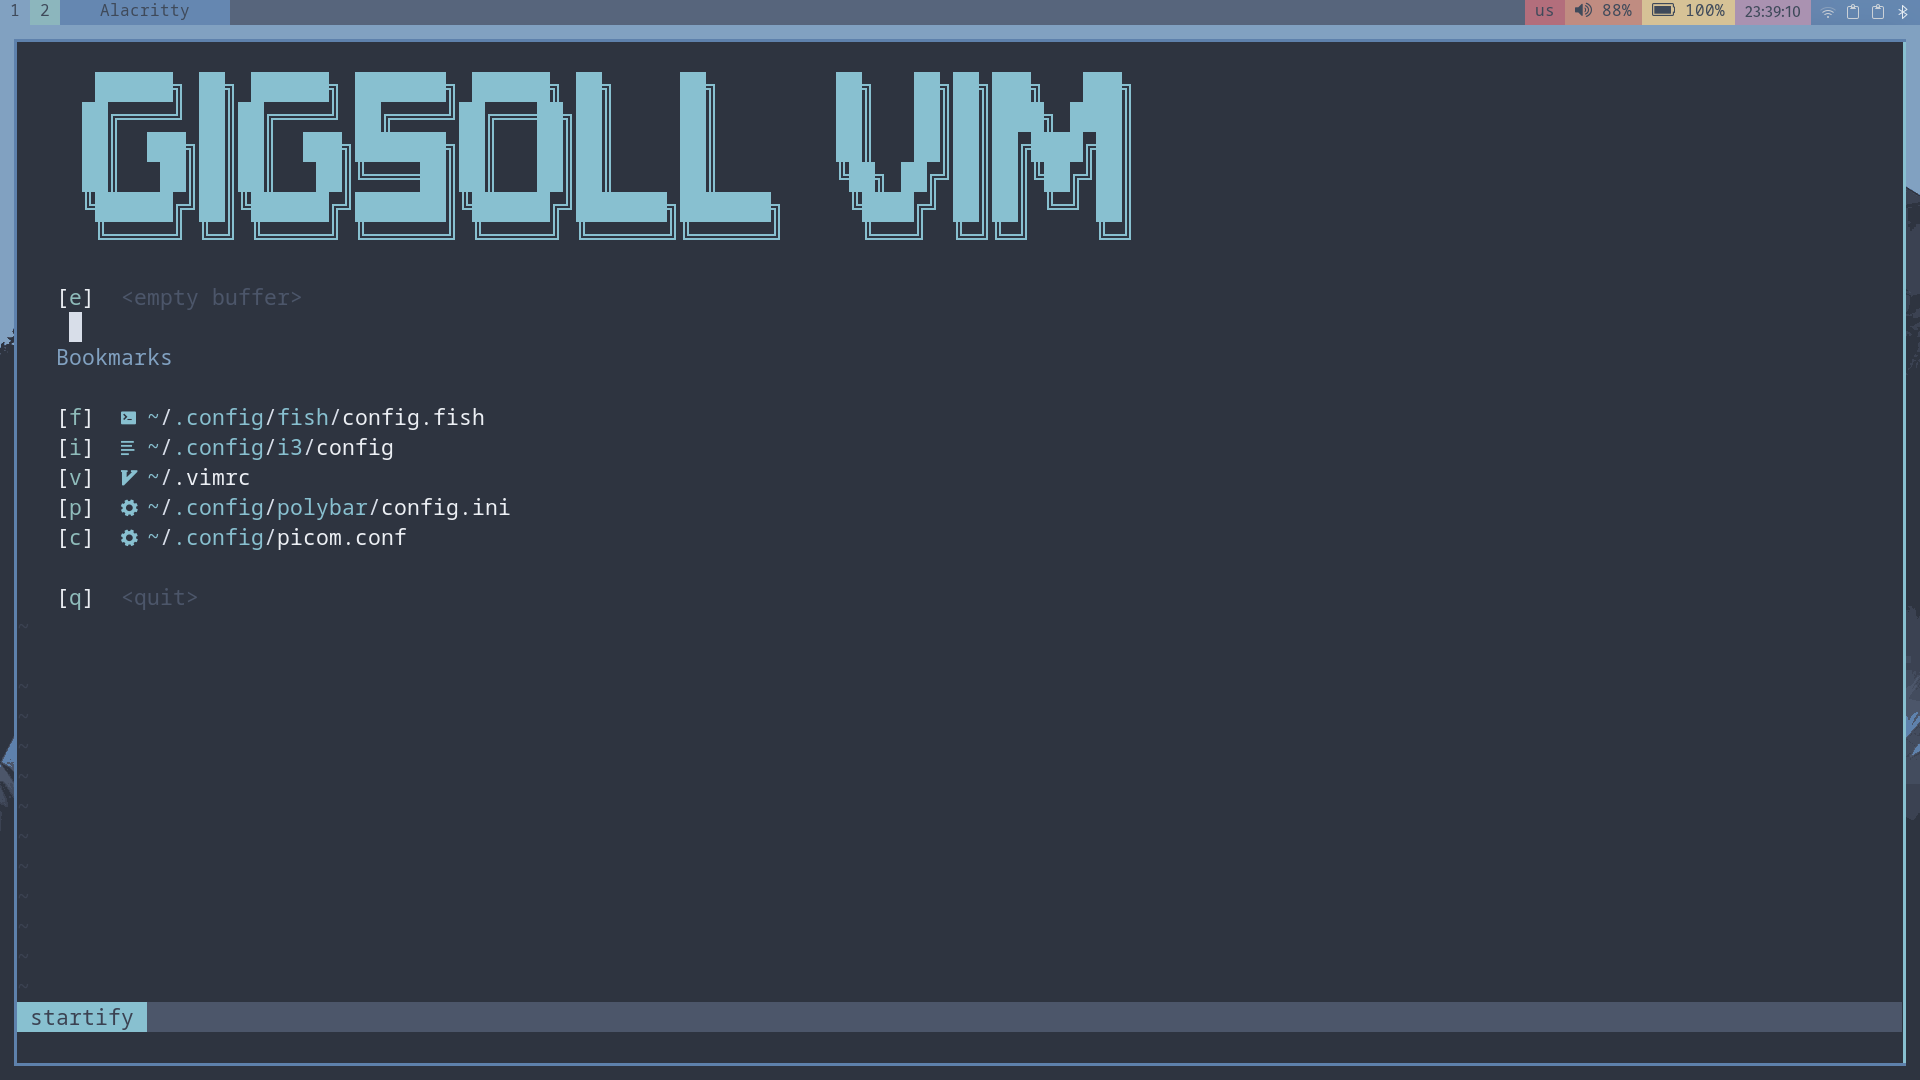 1 2 Alacritty us 88% 100% 23:39:10
GIGSOLL VIM
[e] <empty buffer>
Bookmarks
[f] ~/.config/fish/config.fish
[i] ~/.config/i3/config
[v] ~/.vimrc
[p] ~/.config/polybar/config.ini
[c] ~/.config/picom.conf
[q] <quit>
~
~
~
~
~
~
~
~
~
~
~
~
startify